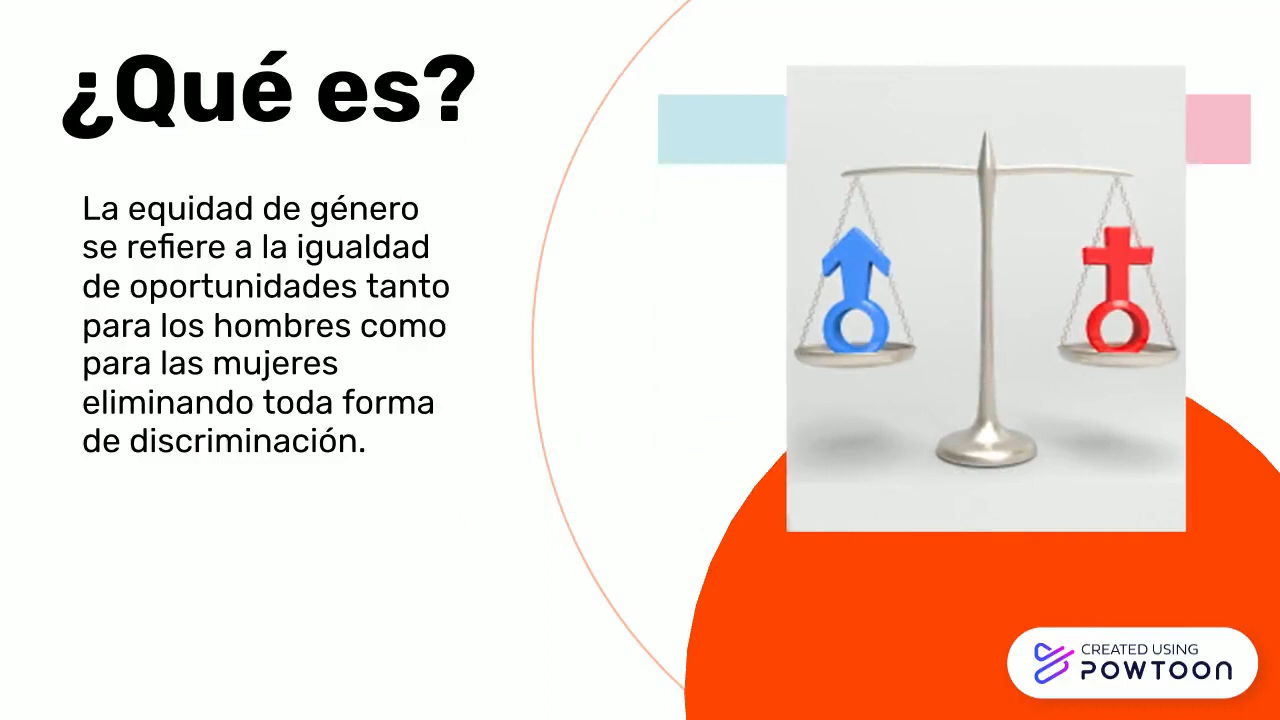 ¿Qué es?
La equidad de género
se refiere a la igualdad
de oportunidades tanto
para los hombres como
para las mujeres
eliminando toda forma
de discriminación.
CREATED USING
POWTOON